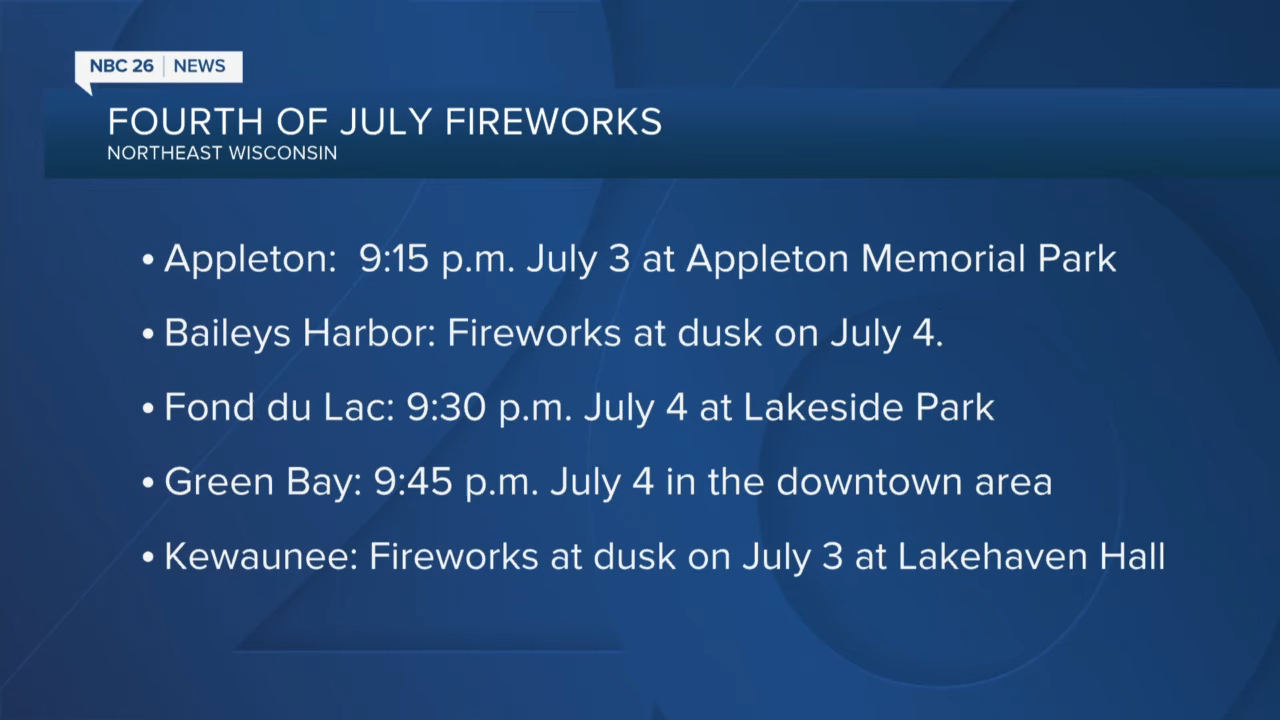 NBC 26 | NEWS
FOURTH OF JULY FIREWORKS
NORTHEAST WISCONSIN
• Appleton:  9:15 p.m. July 3 at Appleton Memorial Park
• Baileys Harbor: Fireworks at dusk on July 4.
• Fond du Lac: 9:30 p.m. July 4 at Lakeside Park
• Green Bay: 9:45 p.m. July 4 in the downtown area
• Kewaunee: Fireworks at dusk on July 3 at Lakehaven Hall